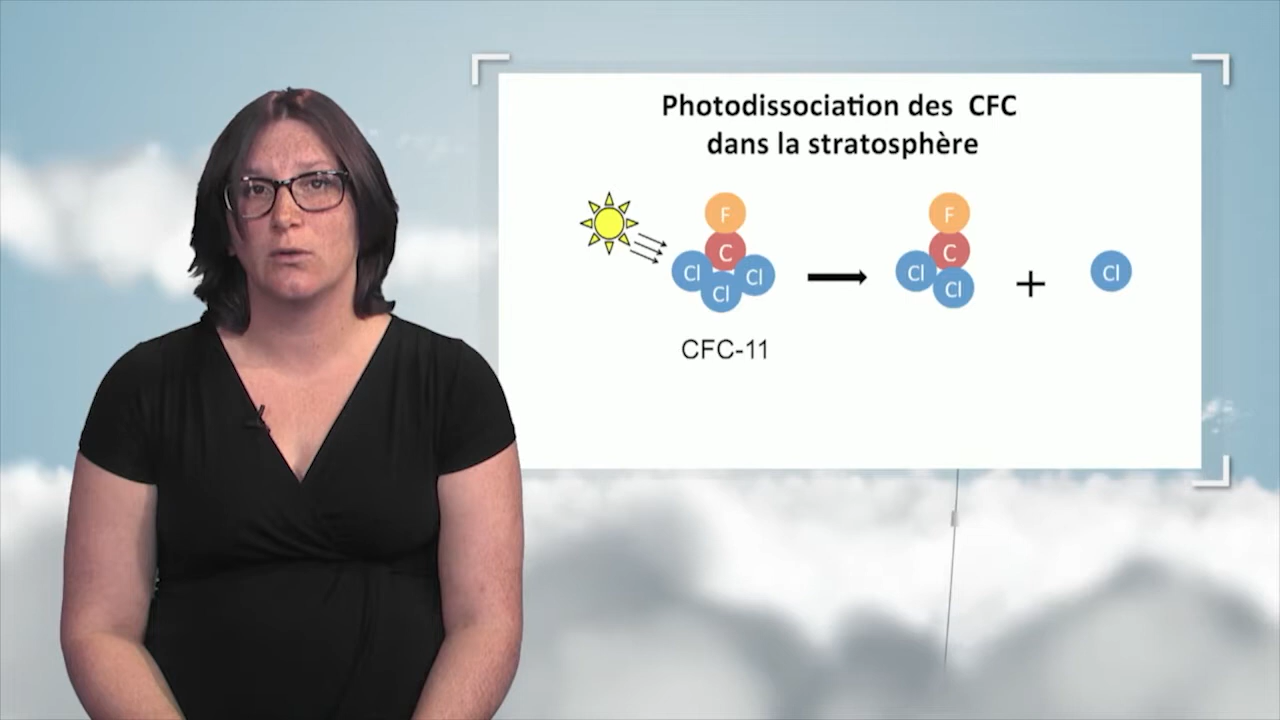 Photodissociation des CFC
dans la stratosphère
F
C
Cl
Cl
Cl
F
C
Cl
Cl
+
Cl
CFC-11